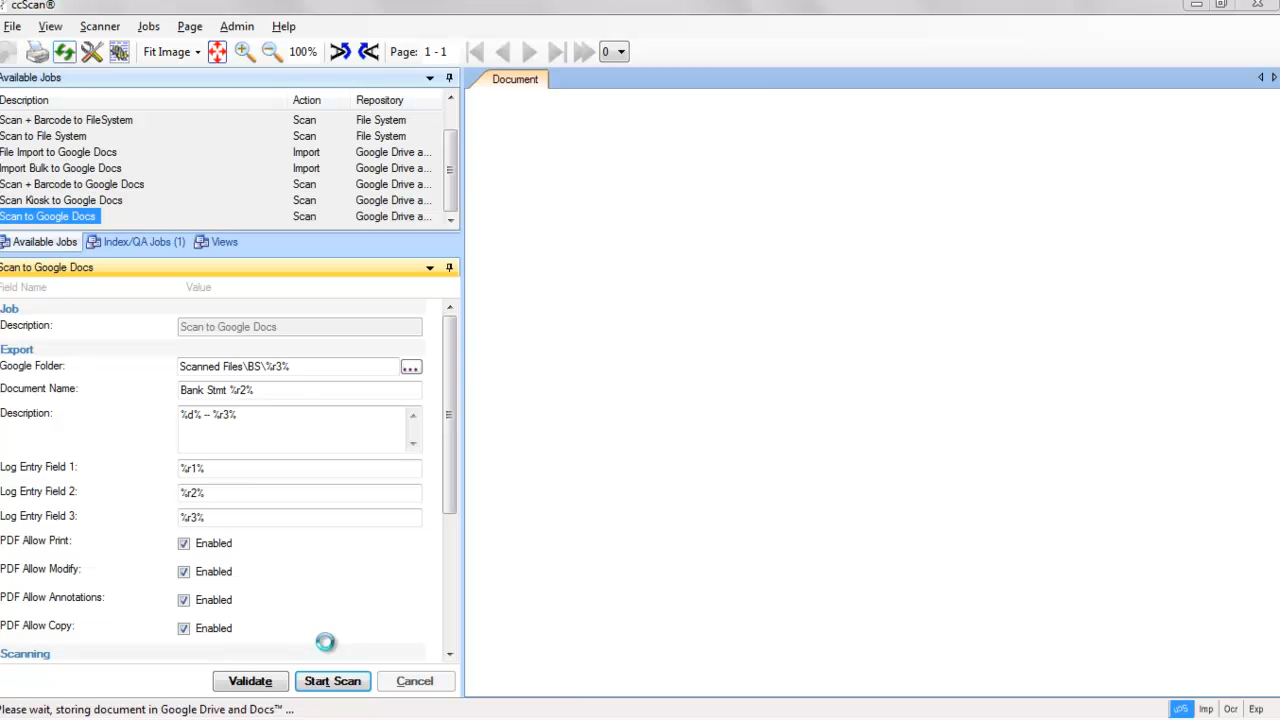 ccScan®
File View Scanner Jobs Page Admin Help
Fit Image 100% Page: 1 - 1 0
Available Jobs
Document
Description Action Repository
Scan + Barcode to FileSystem Scan File System
Scan to File System Scan File System
File Import to Google Docs Import Google Drive a...
Import Bulk to Google Docs Import Google Drive a...
Scan + Barcode to Google Docs Scan Google Drive a...
Scan Kiosk to Google Docs Scan Google Drive a...
Scan to Google Docs Scan Google Drive a...
Available Jobs Index/QA Jobs (1) Views
Scan to Google Docs
Field Name Value
Job
Description: Scan to Google Docs
Export
Google Folder: Scanned Files\BS\%r3% ...
Document Name: Bank Stmt %r2%
Description: %d% -- %r3%
Log Entry Field 1: %r1%
Log Entry Field 2: %r2%
Log Entry Field 3: %r3%
PDF Allow Print: Enabled
PDF Allow Modify: Enabled
PDF Allow Annotations: Enabled
PDF Allow Copy: Enabled
Scanning
Validate Start Scan Cancel
Please wait, storing document in Google Drive and Docs™ ...
Imp Ocr Exp